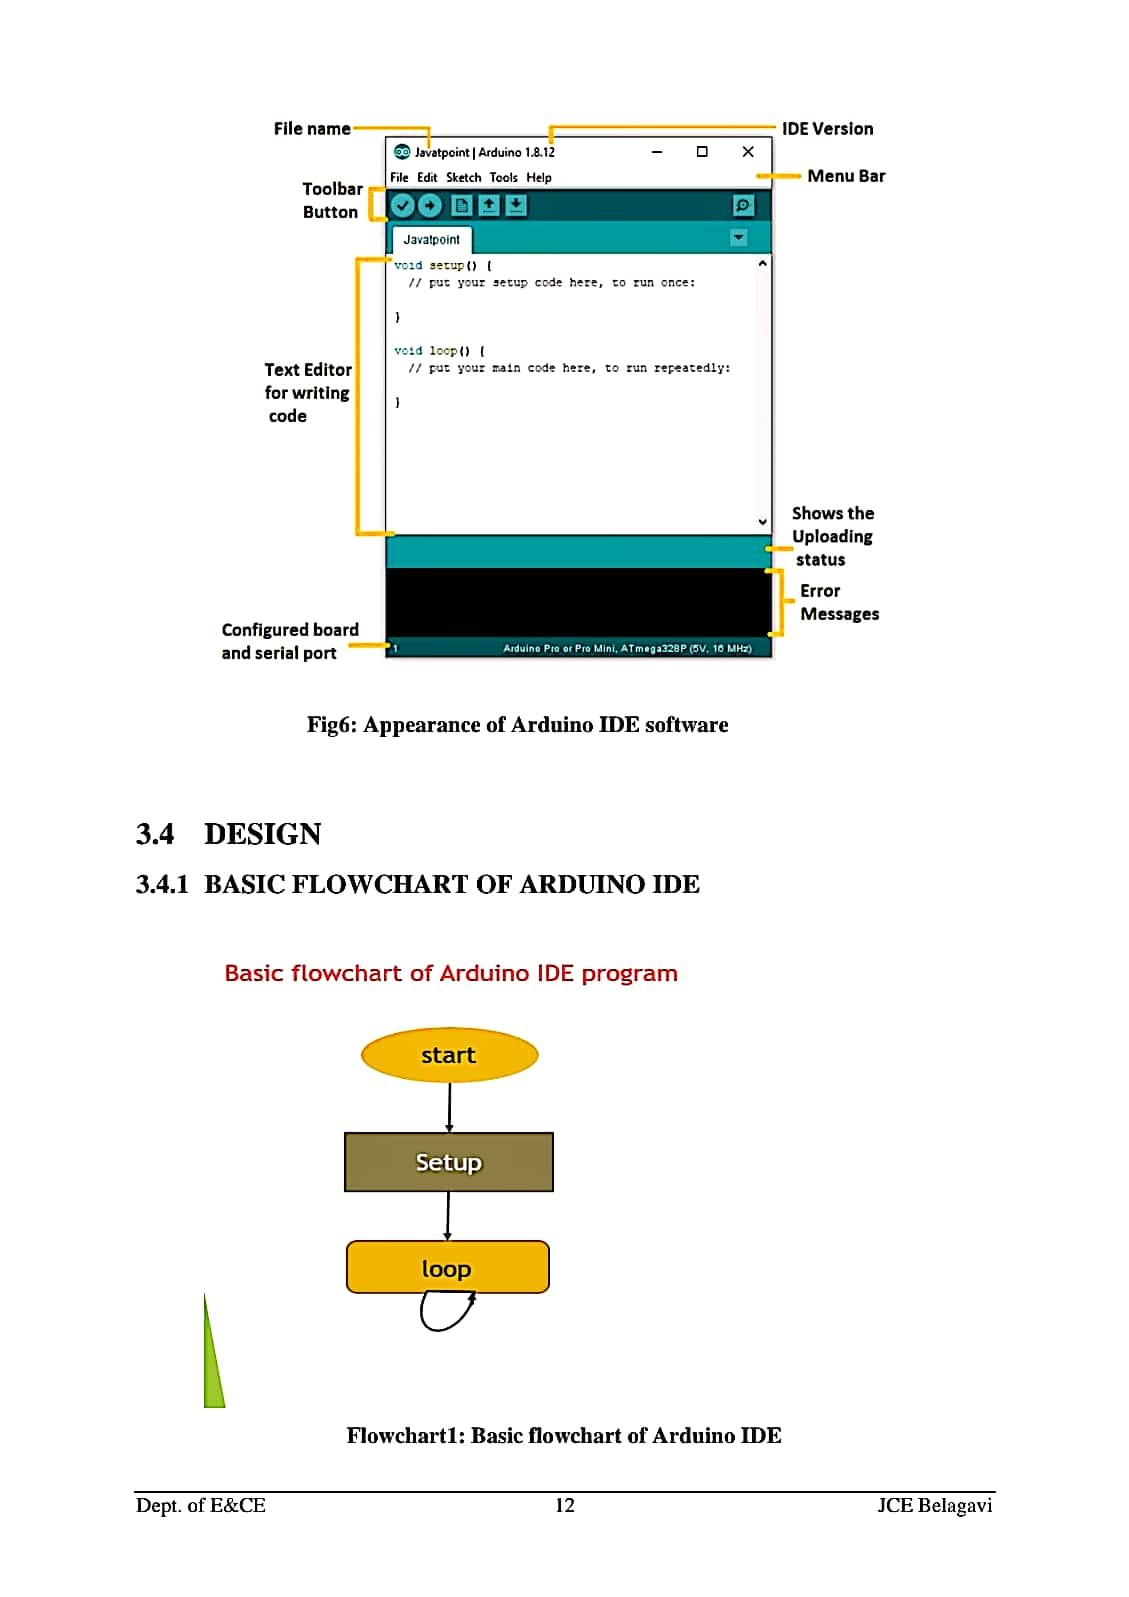 File name
IDE Version
Javatpoint | Arduino 1.8.12
File Edit Sketch Tools Help
Menu Bar
Toolbar
Button
Javatpoint
void setup() {
// put your setup code here, to run once:
}
void loop() {
// put your main code here, to run repeatedly:
}
Text Editor
for writing
code
Shows the
Uploading
status
Error
Messages
Configured board
and serial port
1
Arduino Pro or Pro Mini, ATmega328P (5V, 16 MHz)
Fig6: Appearance of Arduino IDE software
3.4 DESIGN
3.4.1 BASIC FLOWCHART OF ARDUINO IDE
Basic flowchart of Arduino IDE program
start
Setup
loop
Flowchart1: Basic flowchart of Arduino IDE
Dept. of E&CE 12 JCE Belagavi